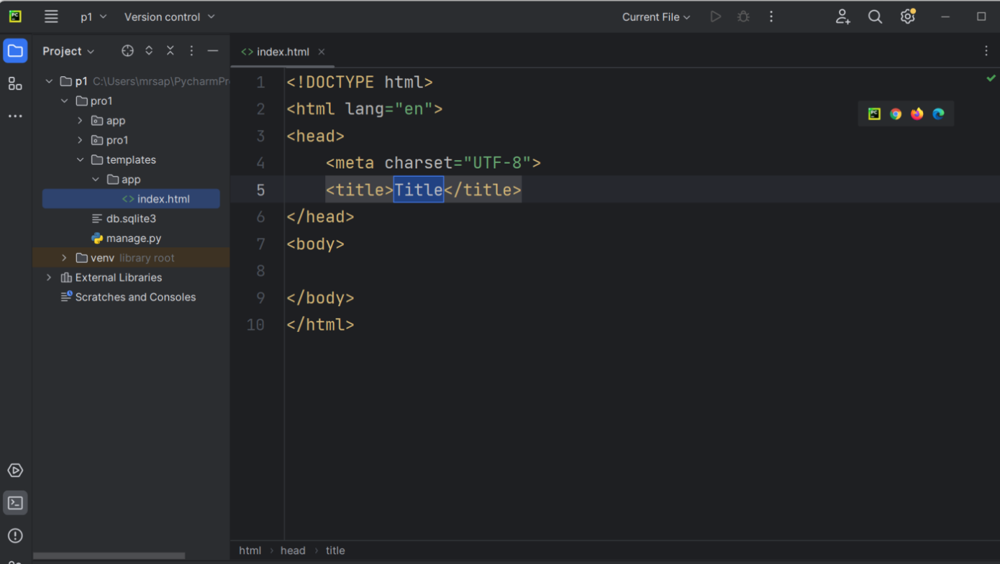 PC p1 Version control Current File
Project
index.html
p1 C:\Users\mrsap\PycharmPr
pro1
app
pro1
templates
app
index.html
db.sqlite3
manage.py
venv library root
External Libraries
Scratches and Consoles
1 <!DOCTYPE html>
2 <html lang="en">
3 <head>
4 <meta charset="UTF-8">
5 <title>Title</title>
6 </head>
7 <body>
8
9 </body>
10 </html>
PC
html › head › title